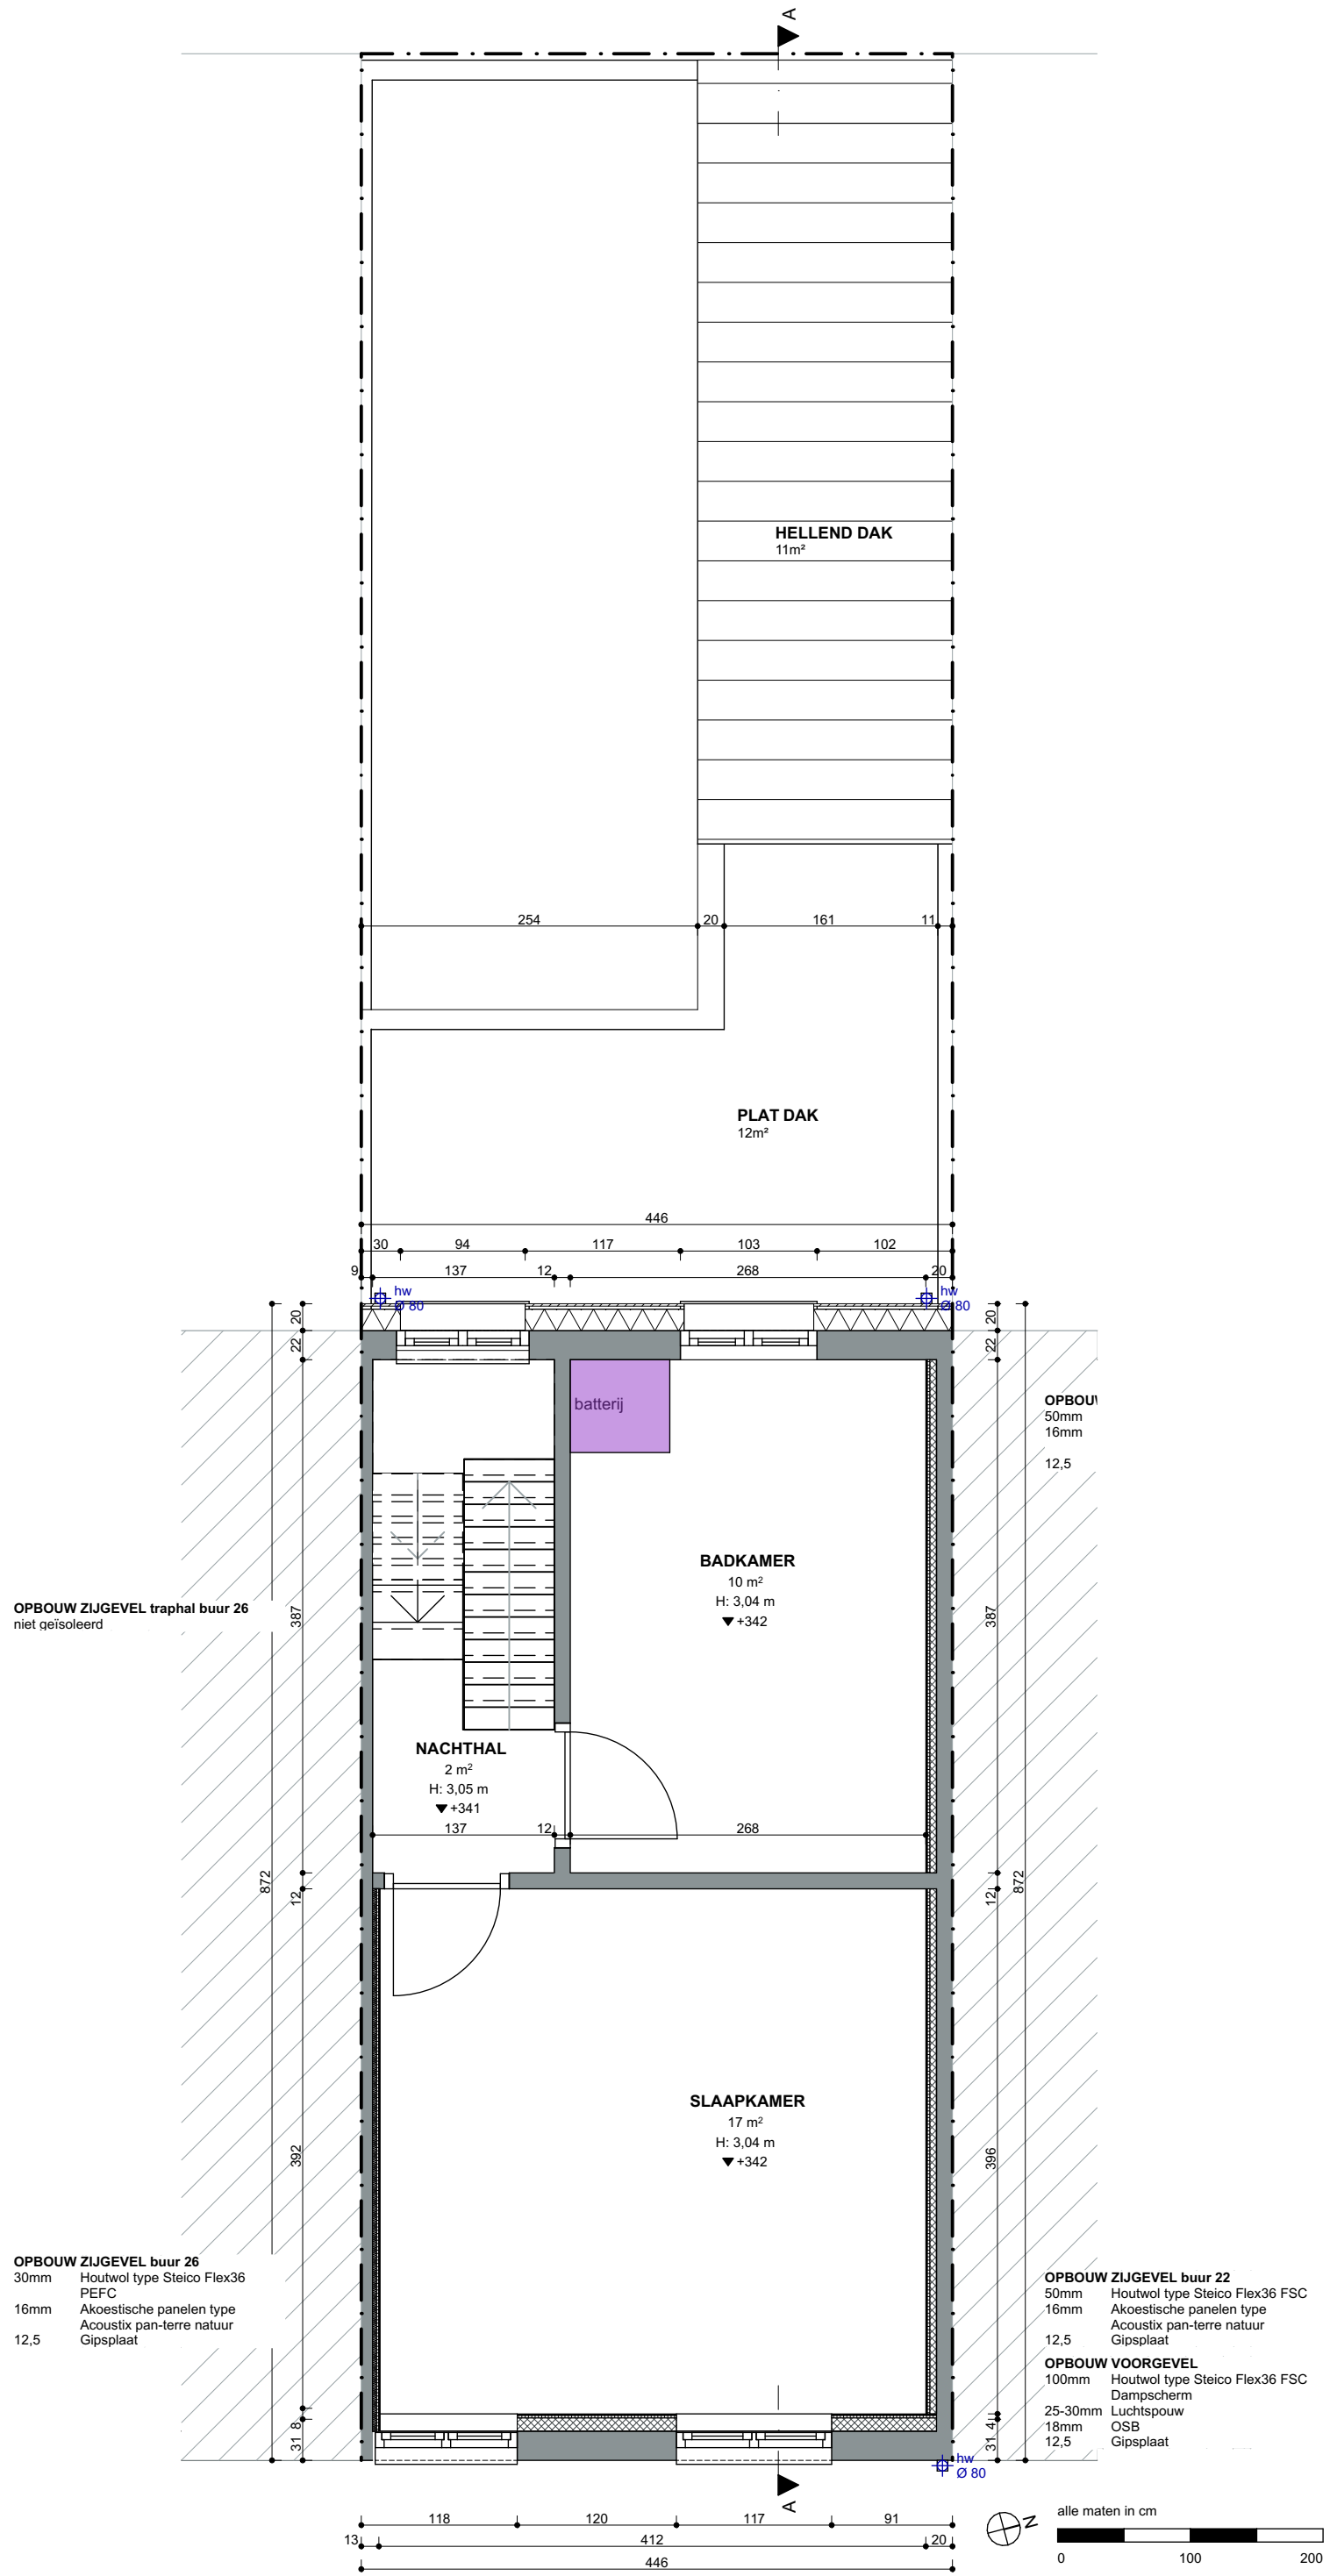 A
HELLEND DAK
11m²
254
20
161
11
PLAT DAK
12m²
446
30
94
117
103
102
9
137
12
268
20
hw
Ø 80
hw
Ø 80
20
22
20
22
batterij
OPBOU
50mm
16mm
12,5
BADKAMER
10 m²
H: 3,04 m
+342
OPBOUW ZIJGEVEL traphal buur 26
niet geïsoleerd
387
387
NACHTHAL
2 m²
H: 3,05 m
+341
137
12
268
872
12
12
872
SLAAPKAMER
17 m²
H: 3,04 m
+342
392
396
OPBOUW ZIJGEVEL buur 26
30mm Houtwol type Steico Flex36
PEFC
16mm Akoestische panelen type
Acoustix pan-terre natuur
12,5 Gipsplaat
OPBOUW ZIJGEVEL buur 22
50mm Houtwol type Steico Flex36 FSC
16mm Akoestische panelen type
Acoustix pan-terre natuur
12,5 Gipsplaat
OPBOUW VOORGEVEL
100mm Houtwol type Steico Flex36 FSC
Dampscherm
25-30mm Luchtspouw
18mm OSB
12,5 Gipsplaat
8
31
4
31
hw
Ø 80
A
N
alle maten in cm
0 100 200
118
120
117
91
13
412
20
446